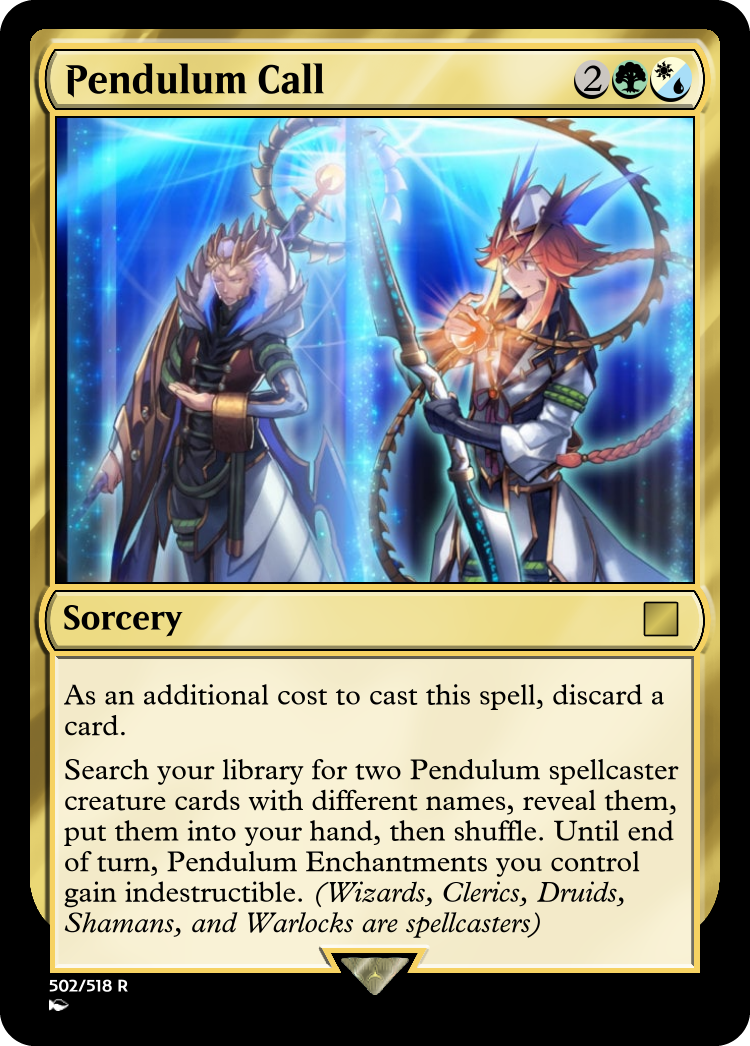 Pendulum Call 2
Sorcery
As an additional cost to cast this spell, discard a
card.
Search your library for two Pendulum spellcaster
creature cards with different names, reveal them,
put them into your hand, then shuffle. Until end
of turn, Pendulum Enchantments you control
gain indestructible. (Wizards, Clerics, Druids,
Shamans, and Warlocks are spellcasters)
502/518 R